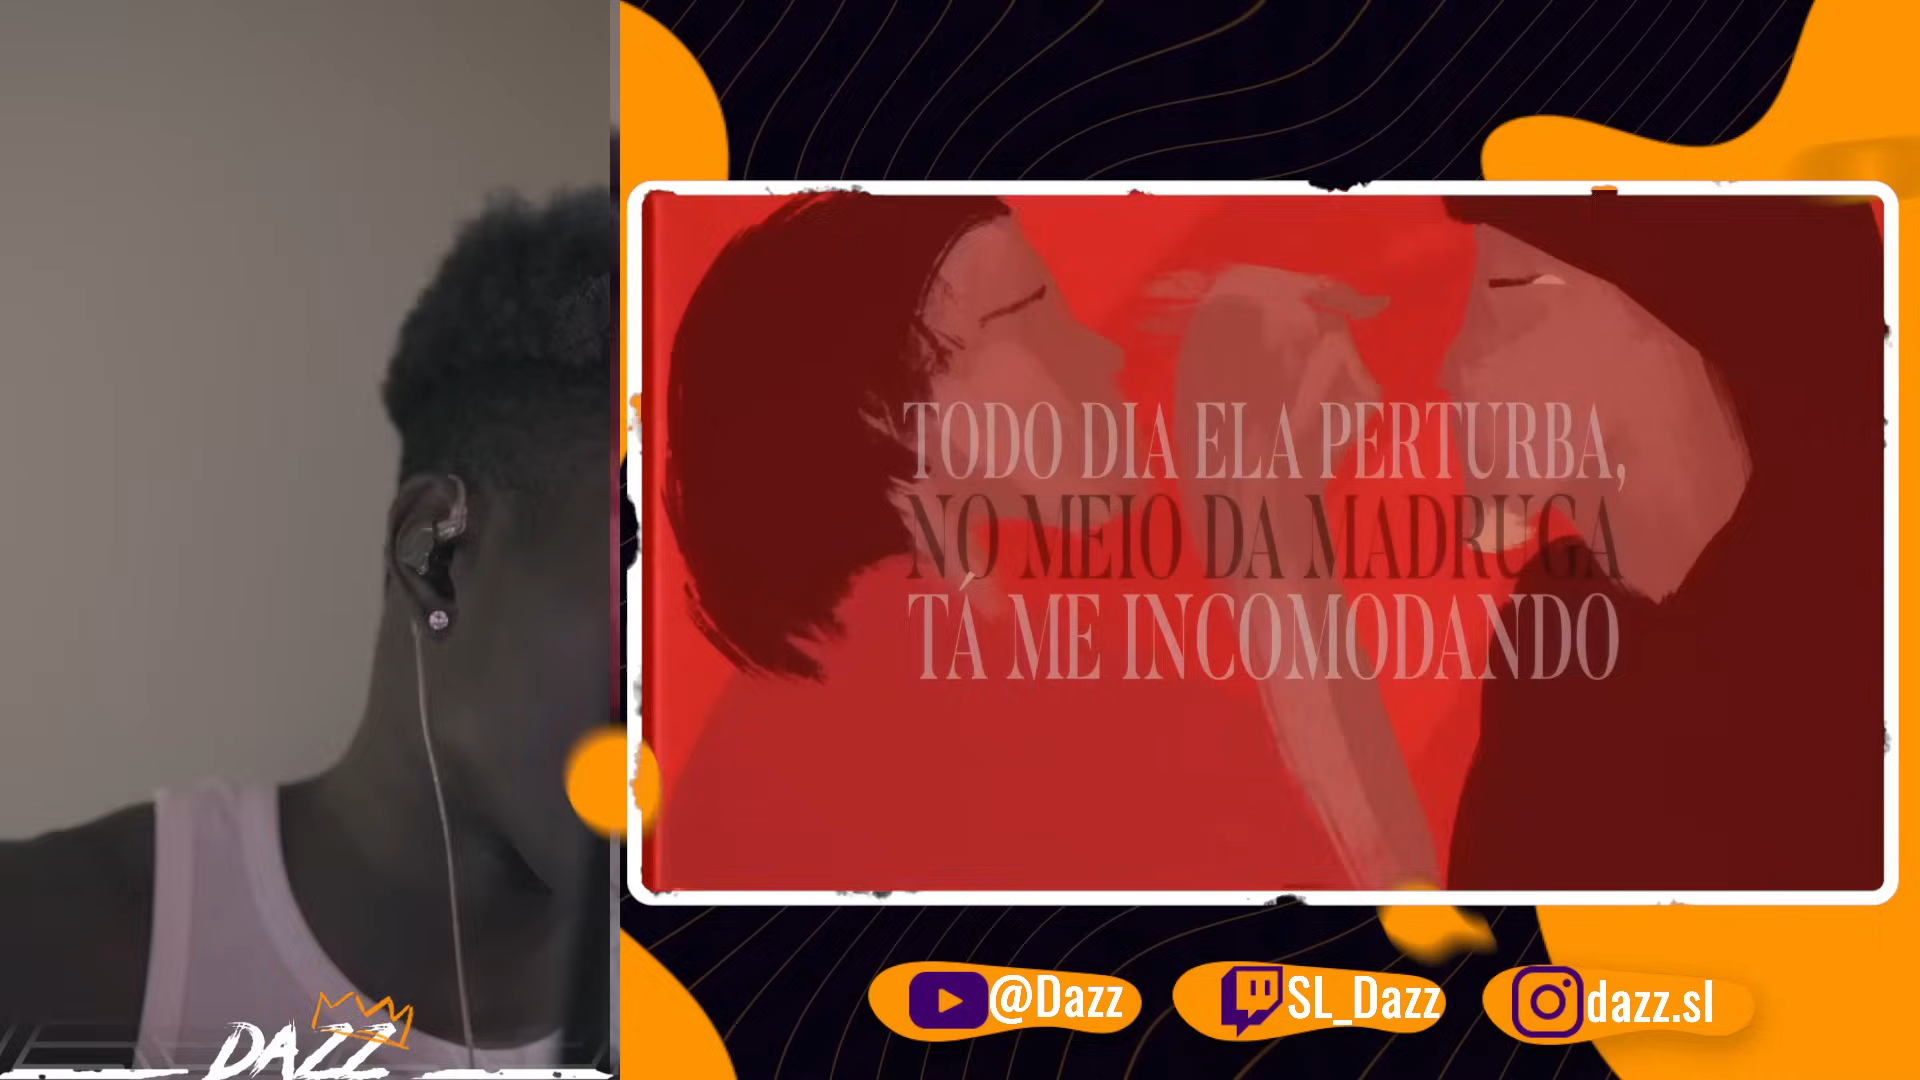 TODO DIA ELA PERTURBA,
NO MEIO DA MADRUGA
TÁ ME INCOMODANDO
DAZZ
@Dazz
SL_Dazz
dazz.sl